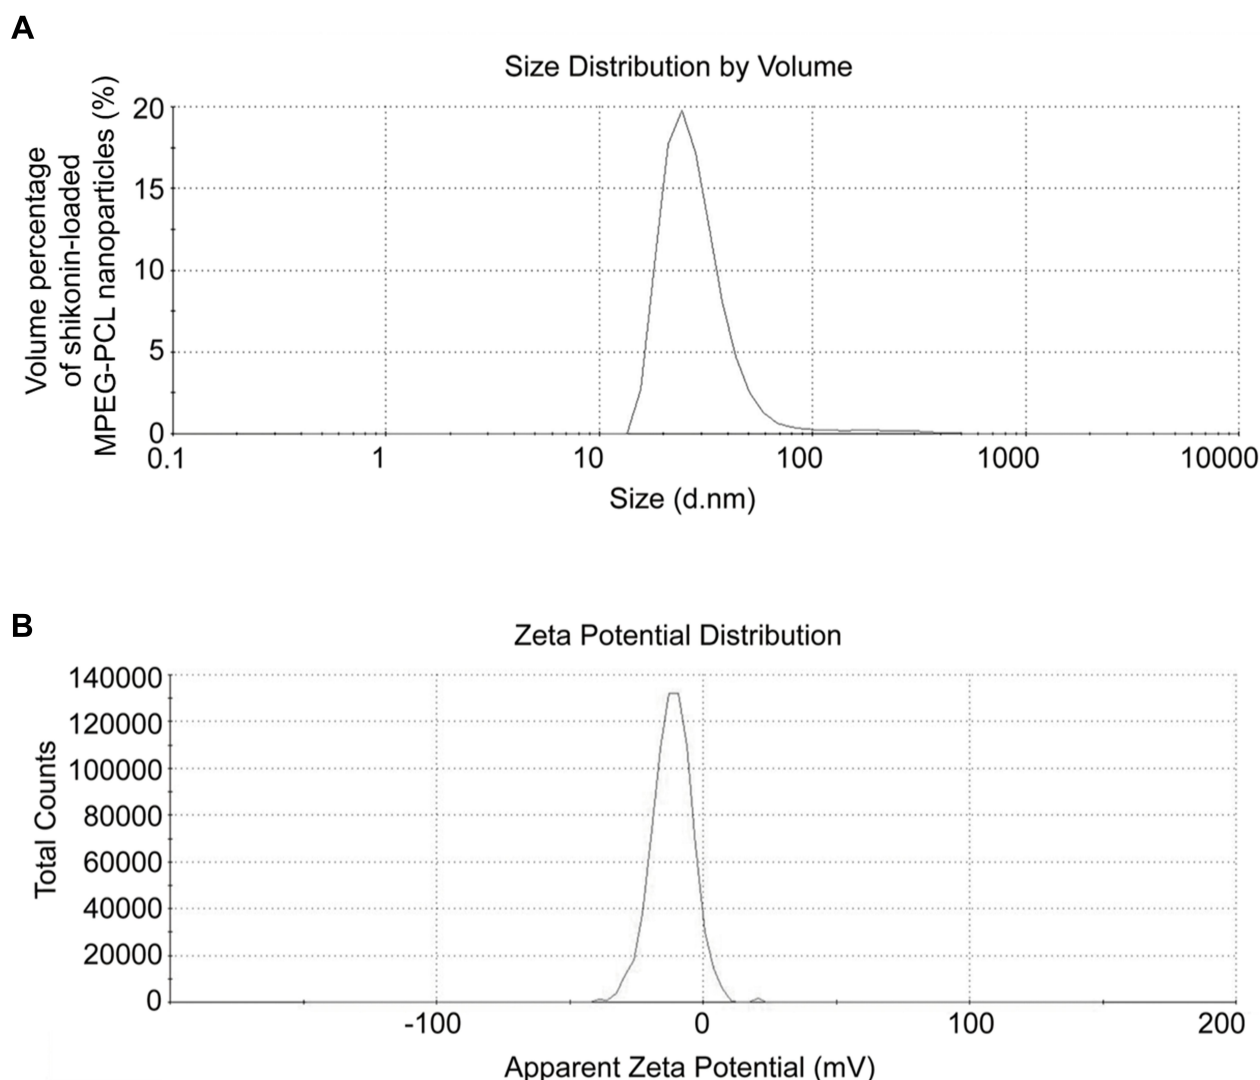 A
Size Distribution by Volume
Volume percentage
of shikonin-loaded
MPEG-PCL nanoparticles (%)
20
15
10
5
0
0.1 1 10 100 1000 10000
Size (d.nm)
B
Zeta Potential Distribution
Total Counts
140000
120000
100000
80000
60000
40000
20000
0
-100 0 100 200
Apparent Zeta Potential (mV)